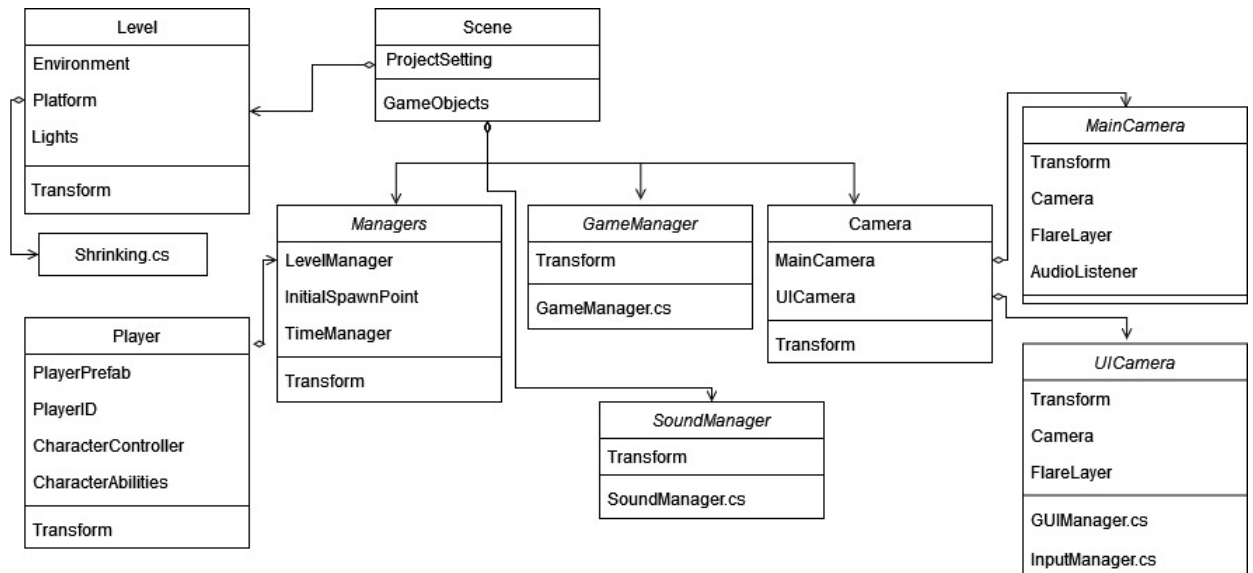 Level
Environment
Platform
Lights
Transform
Scene
ProjectSetting
GameObjects
MainCamera
Transform
Camera
FlareLayer
AudioListener
Shrinking.cs
Managers
LevelManager
InitialSpawnPoint
TimeManager
Transform
GameManager
Transform
GameManager.cs
Camera
MainCamera
UICamera
Transform
Player
PlayerPrefab
PlayerID
CharacterController
CharacterAbilities
Transform
SoundManager
Transform
SoundManager.cs
UICamera
Transform
Camera
FlareLayer
GUIManager.cs
InputManager.cs